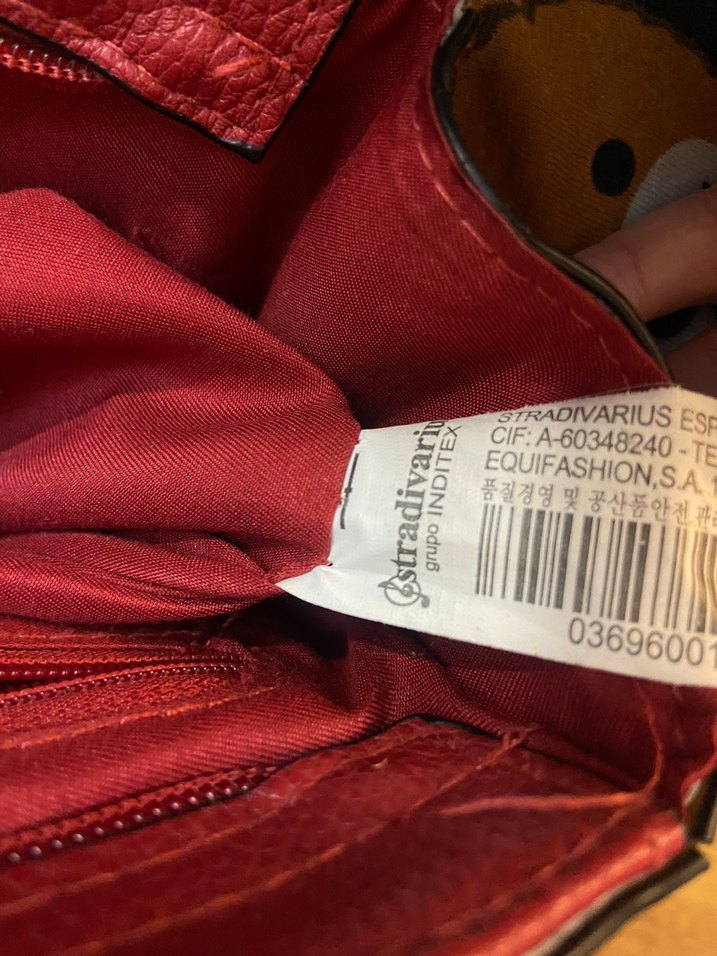 stradivariu
grupo INDITEX
STRADIVARIUS ESP
CIF: A-60348240 - TE
EQUIFASHION,S.A.
품질경영 및 공산품안전 관
03696001